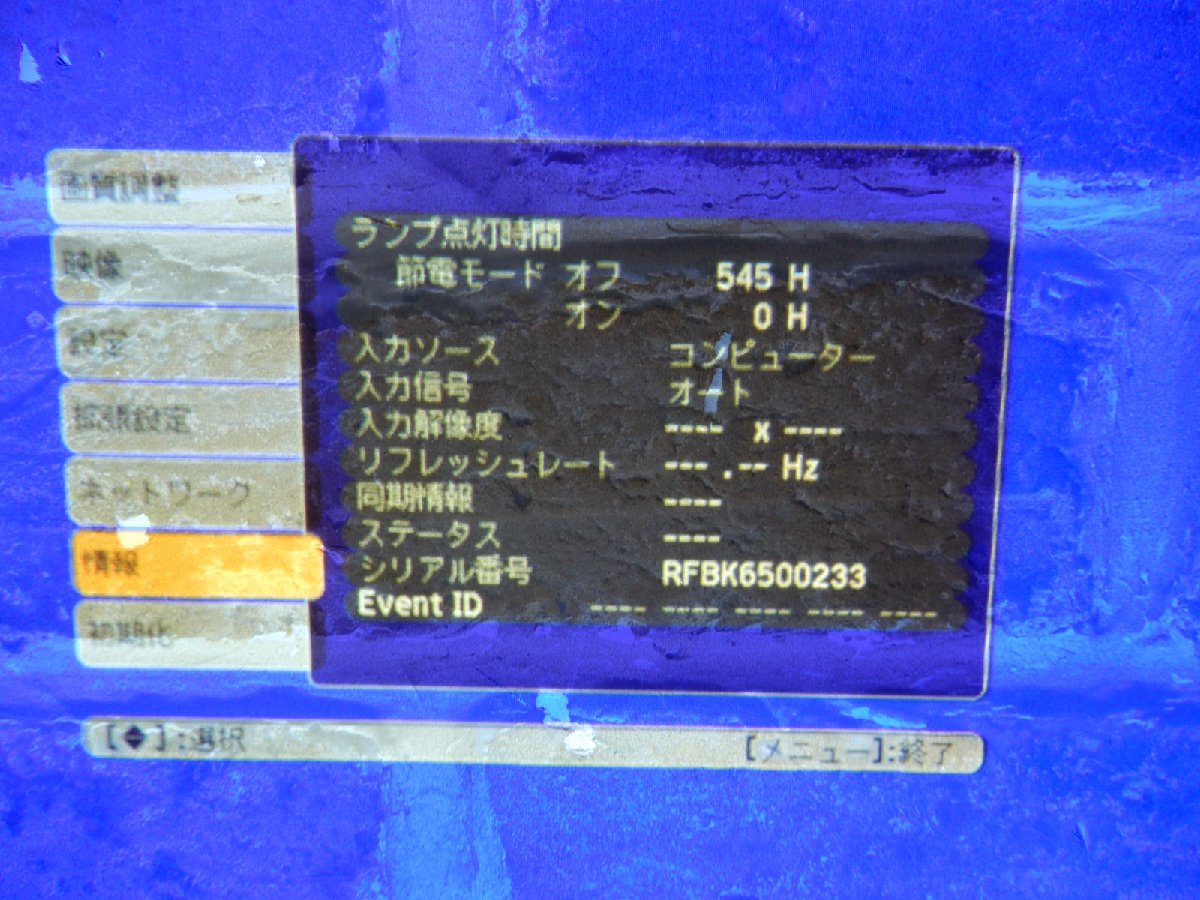 画質調整
映像
設定
拡張設定
ネットワーク
情報
初期化
ランプ点灯時間
節電モード オフ 545 H
オン 0 H
入力ソース コンピューター
入力信号 オート
入力解像度 ---- x ----
リフレッシュレート ---.-- Hz
同期情報 ----
ステータス ----
シリアル番号 RFBK6500233
Event ID ---- ---- ---- ---- ----
[◆]:選択 [メニュー]:終了